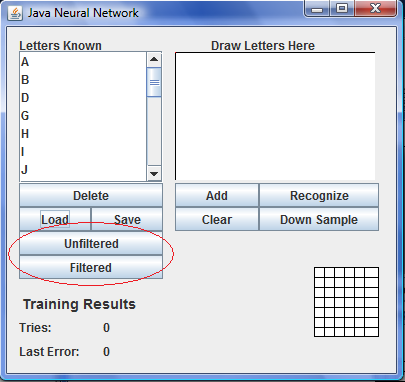 Java Neural Network
Letters Known
Draw Letters Here
A
B
D
G
H
I
J
Delete
Add
Recognize
Load
Save
Clear
Down Sample
Unfiltered
Filtered
Training Results
Tries: 0
Last Error: 0